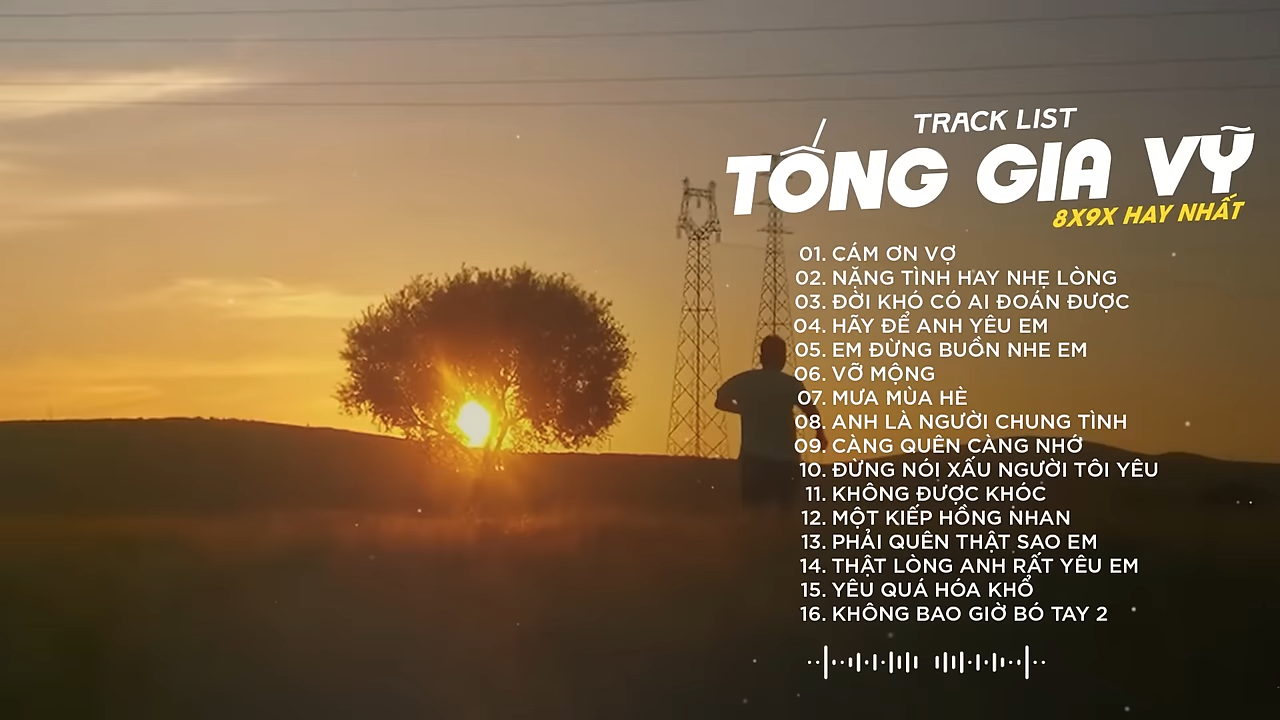 TRACK LIST
TỐNG GIA VỸ
8X9X HAY NHẤT
01. CÁM ƠN VỢ
02. NẶNG TÌNH HAY NHẸ LÒNG
03. ĐỜI KHÓ CÓ AI ĐOÁN ĐƯỢC
04. HÃY ĐỂ ANH YÊU EM
05. EM ĐỪNG BUỒN NHE EM
06. VỠ MỘNG
07. MƯA MÙA HÈ
08. ANH LÀ NGƯỜI CHUNG TÌNH
09. CÀNG QUÊN CÀNG NHỚ
10. ĐỪNG NÓI XẤU NGƯỜI TÔI YÊU
11. KHÔNG ĐƯỢC KHÓC
12. MỘT KIẾP HỒNG NHAN
13. PHẢI QUÊN THẬT SAO EM
14. THẬT LÒNG ANH RẤT YÊU EM
15. YÊU QUÁ HÓA KHỔ
16. KHÔNG BAO GIỜ BÓ TAY 2